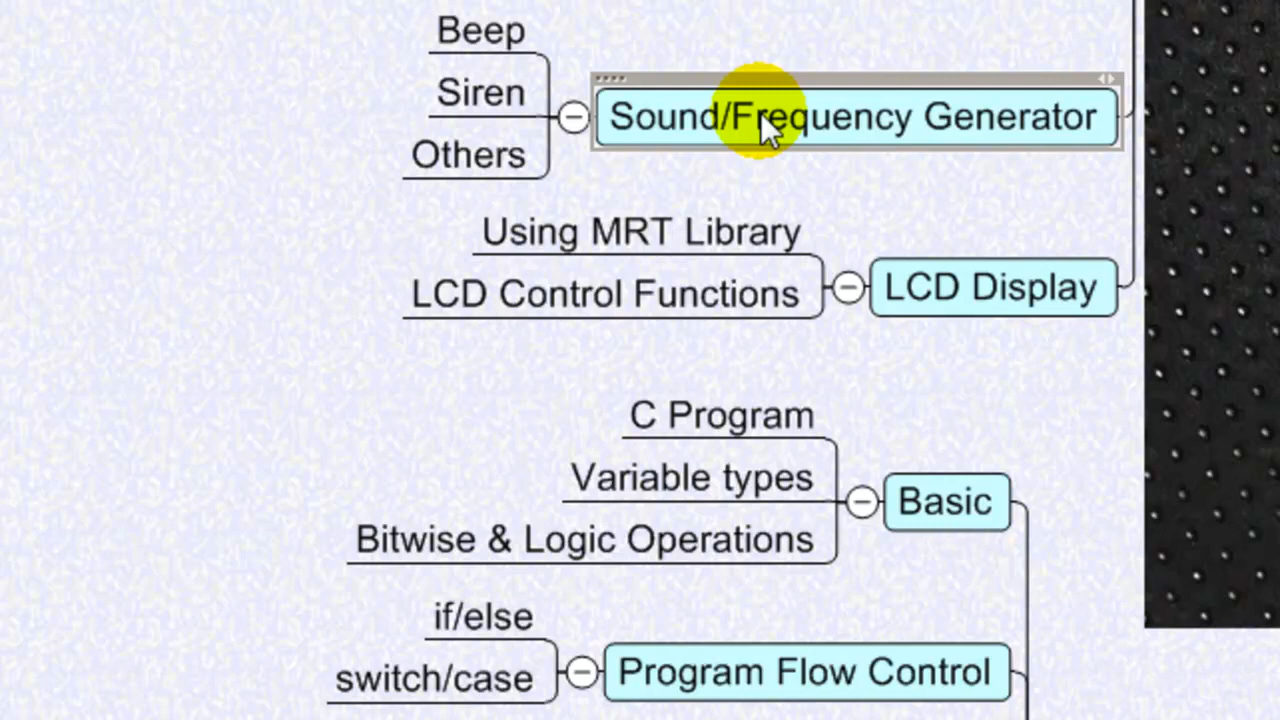 Beep
Siren
Others
Sound/Frequency Generator
Using MRT Library
LCD Control Functions
LCD Display
C Program
Variable types
Bitwise & Logic Operations
Basic
if/else
switch/case
Program Flow Control